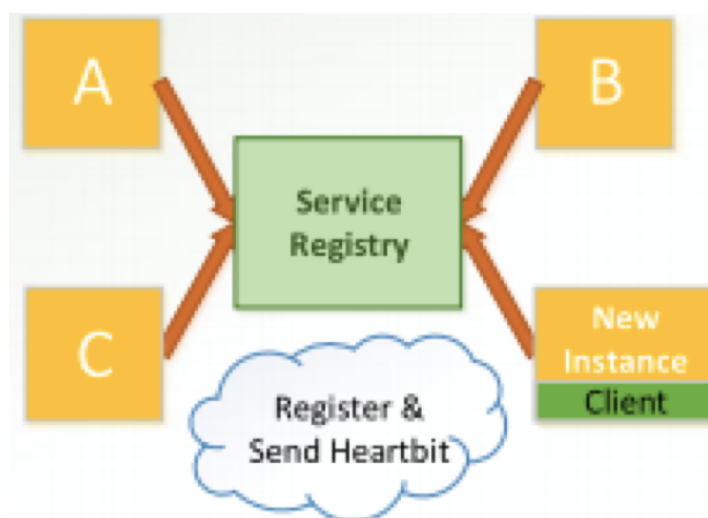 A
B
Service
Registry
C
New
Instance
Client
Register &
Send Heartbit